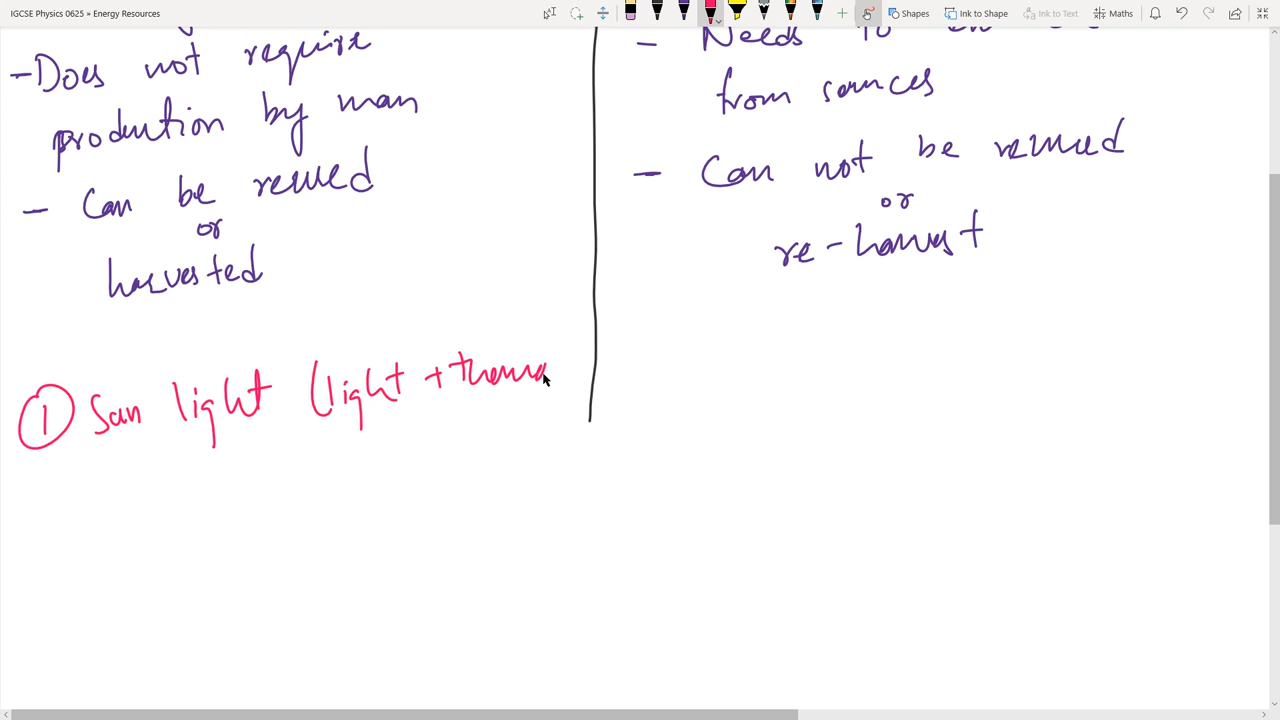 IGCSE Physics 0625 - Energy Resources
Shapes Ink to Shape Ink to Text Maths
- Does not require
production by man
- Can be reused
or
harvested
- Needs to
from sources
- Can not be reused
or
re-harvest
① Sun light (light + therma